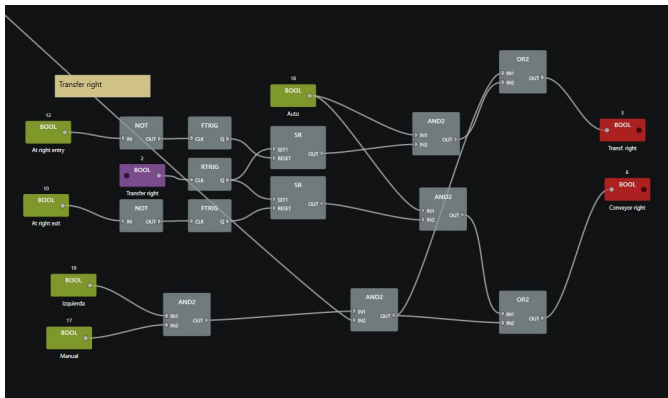 Transfer right
12
BOOL
At right entry
NOT
IN OUT
FTRIG
CLK Q
2
BOOL
Transfer right
RTRIG
CLK Q
10
BOOL
At right exit
NOT
IN OUT
FTRIG
CLK Q
18
BOOL
Auto
SR
SET1
RESET
OUT
SR
SET1
RESET
OUT
AND2
IN1
IN2
OUT
AND2
IN1
IN2
OUT
OR2
IN1
IN2
OUT
3
BOOL
Transf. right
6
BOOL
Conveyor right
19
BOOL
Izquierda
17
BOOL
Manual
AND2
IN1
IN2
OUT
AND2
IN1
IN2
OUT
OR2
IN1
IN2
OUT